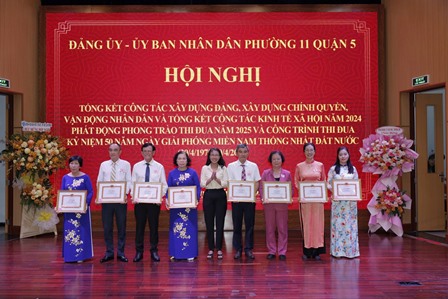 ĐẢNG ỦY - ỦY BAN NHÂN DÂN PHƯỜNG 11 QUẬN 5
HỘI NGHỊ
TỔNG KẾT CÔNG TÁC XÂY DỰNG ĐẢNG, XÂY DỰNG CHÍNH QUYỀN,
VẬN ĐỘNG NHÂN DÂN VÀ TỔNG KẾT CÔNG TÁC KINH TẾ XÃ HỘI NĂM 2024
PHÁT ĐỘNG PHONG TRÀO THI ĐUA NĂM 2025 VÀ CÔNG TRÌNH THI ĐUA
KỶ NIỆM 50 NĂM NGÀY GIẢI PHÓNG MIỀN NAM THỐNG NHẤT ĐẤT NƯỚC